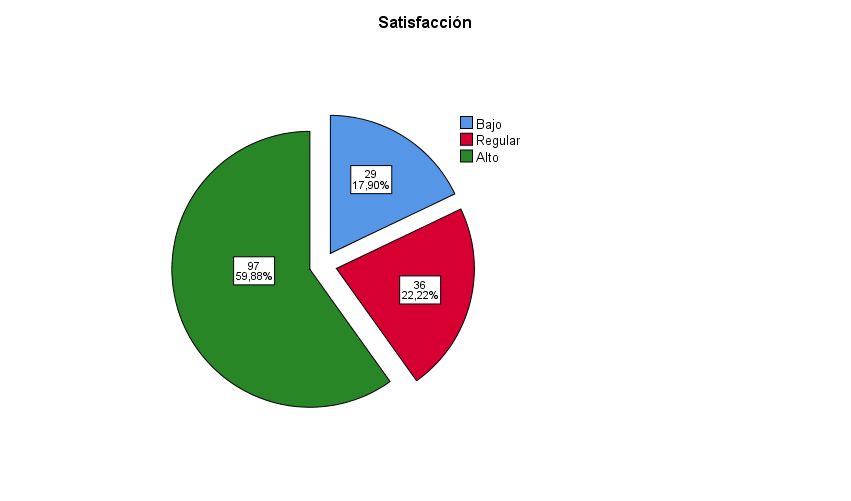 Satisfacción
Bajo
Regular
Alto
29
17,90%
97
59,88%
36
22,22%